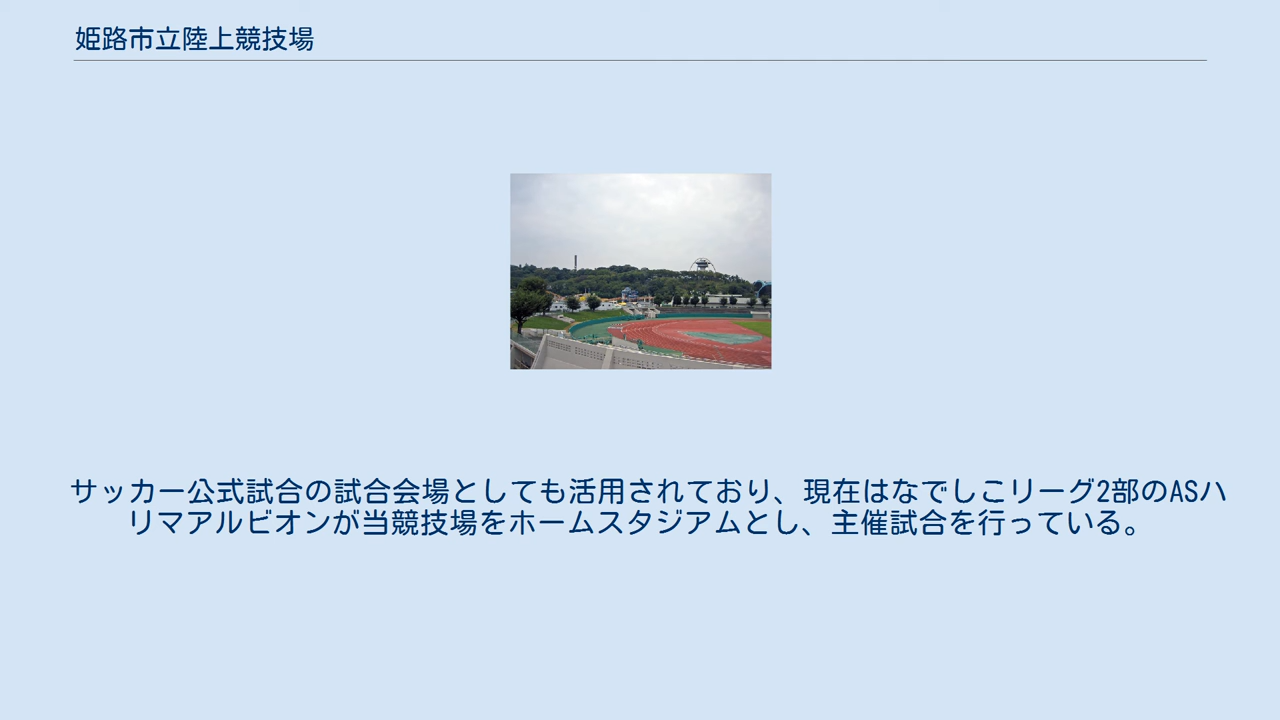 姫路市立陸上競技場
サッカー公式試合の試合会場としても活用されており、現在はなでしこリーグ2部のASハ
リマアルビオンが当競技場をホームスタジアムとし、主催試合を行っている。